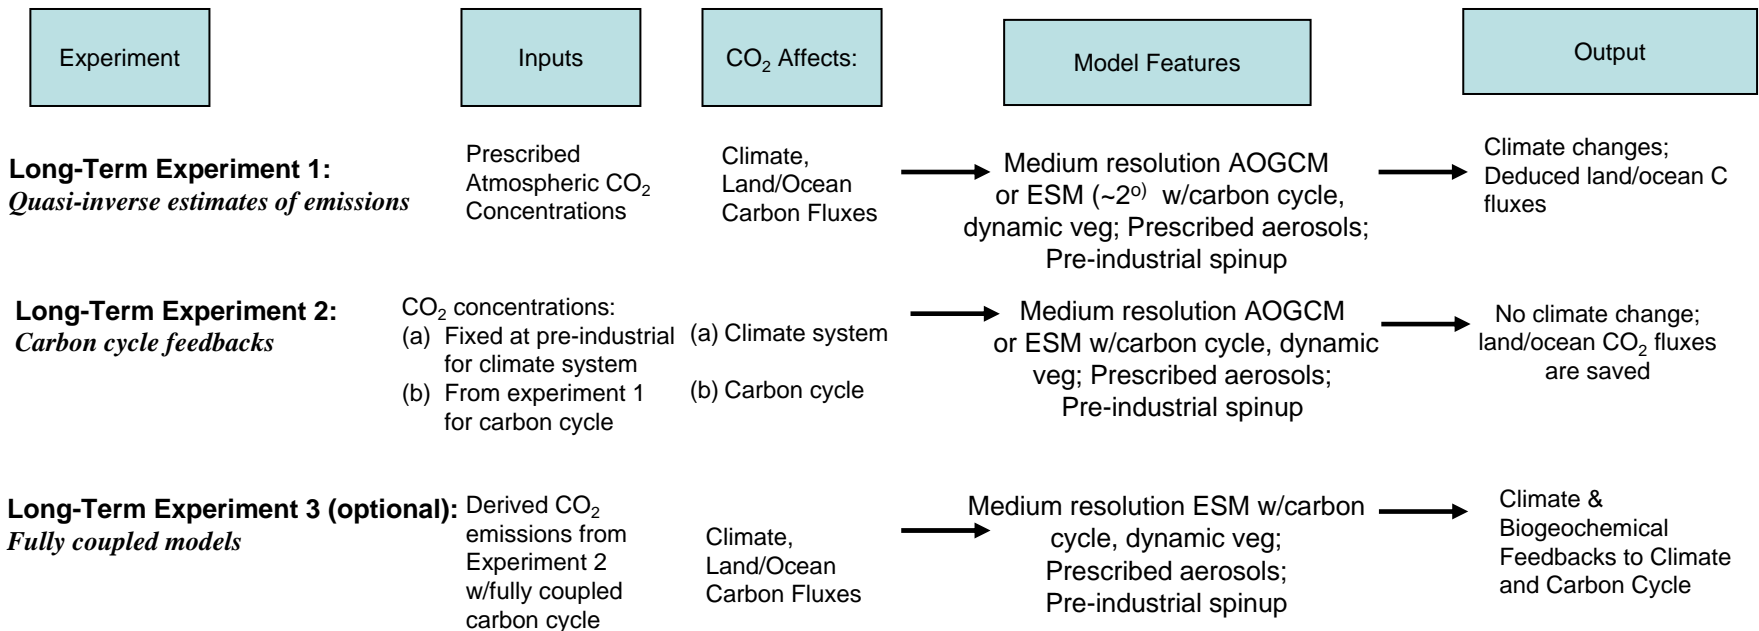 Experiment
Inputs
CO2 Affects:
Model Features
Output
Long-Term Experiment 1:
Quasi-inverse estimates of emissions
Prescribed
Atmospheric CO2
Concentrations
Climate,
Land/Ocean
Carbon Fluxes
Medium resolution AOGCM
or ESM (~2o) w/carbon cycle,
dynamic veg; Prescribed aerosols;
Pre-industrial spinup
Climate changes;
Deduced land/ocean C
fluxes
Long-Term Experiment 2:
Carbon cycle feedbacks
CO2 concentrations:
(a) Fixed at pre-industrial
for climate system
(b) From experiment 1
for carbon cycle
(a) Climate system
(b) Carbon cycle
Medium resolution AOGCM
or ESM w/carbon cycle, dynamic
veg; Prescribed aerosols;
Pre-industrial spinup
No climate change;
land/ocean CO2 fluxes
are saved
Long-Term Experiment 3 (optional):
Fully coupled models
Derived CO2
emissions from
Experiment 2
w/fully coupled
carbon cycle
Climate,
Land/Ocean
Carbon Fluxes
Medium resolution ESM w/carbon
cycle, dynamic veg;
Prescribed aerosols;
Pre-industrial spinup
Climate &
Biogeochemical
Feedbacks to Climate
and Carbon Cycle